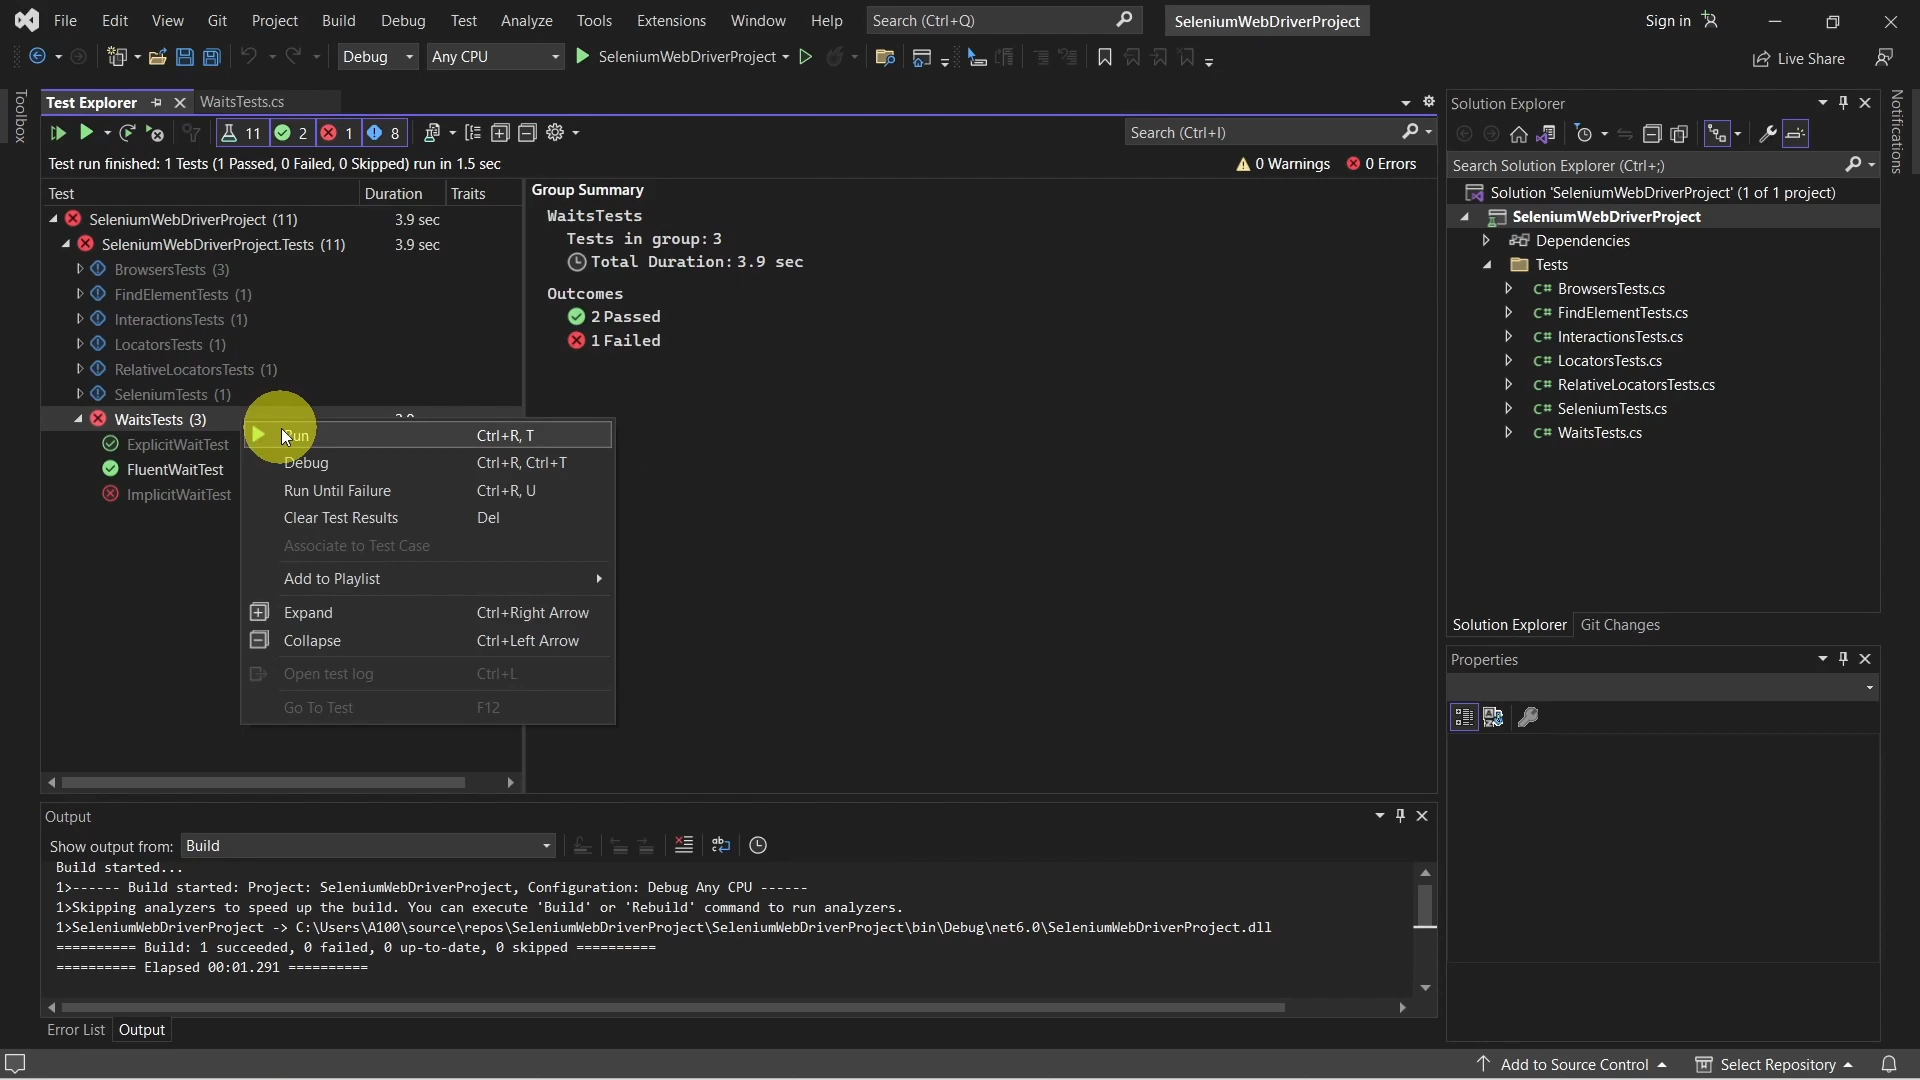 File Edit View Git Project Build Debug Test Analyze Tools Extensions Window Help Search (Ctrl+Q) SeleniumWebDriverProject Sign in
Debug Any CPU SeleniumWebDriverProject Live Share
Toolbox
Test Explorer WaitsTests.cs
11 2 1 8 Search (Ctrl+I)
Test run finished: 1 Tests (1 Passed, 0 Failed, 0 Skipped) run in 1.5 sec 0 Warnings 0 Errors
Test Duration Traits
SeleniumWebDriverProject (11) 3.9 sec
SeleniumWebDriverProject.Tests (11) 3.9 sec
BrowsersTests (3)
FindElementTests (1)
InteractionsTests (1)
LocatorsTests (1)
RelativeLocatorsTests (1)
SeleniumTests (1)
WaitsTests (3)
ExplicitWaitTest
FluentWaitTest
ImplicitWaitTest
Run Ctrl+R, T
Debug Ctrl+R, Ctrl+T
Run Until Failure Ctrl+R, U
Clear Test Results Del
Associate to Test Case
Add to Playlist
Expand Ctrl+Right Arrow
Collapse Ctrl+Left Arrow
Open test log Ctrl+L
Go To Test F12
Group Summary
WaitsTests
Tests in group: 3
Total Duration: 3.9 sec
Outcomes
2 Passed
1 Failed
Solution Explorer
Search Solution Explorer (Ctrl+;)
Solution 'SeleniumWebDriverProject' (1 of 1 project)
SeleniumWebDriverProject
Dependencies
Tests
C# BrowsersTests.cs
C# FindElementTests.cs
C# InteractionsTests.cs
C# LocatorsTests.cs
C# RelativeLocatorsTests.cs
C# SeleniumTests.cs
C# WaitsTests.cs
Solution Explorer Git Changes
Properties
Notifications
Output
Show output from: Build
Build started...
1>------ Build started: Project: SeleniumWebDriverProject, Configuration: Debug Any CPU ------
1>Skipping analyzers to speed up the build. You can execute 'Build' or 'Rebuild' command to run analyzers.
1>SeleniumWebDriverProject -> C:\Users\A100\source\repos\SeleniumWebDriverProject\SeleniumWebDriverProject\bin\Debug\net6.0\SeleniumWebDriverProject.dll
========== Build: 1 succeeded, 0 failed, 0 up-to-date, 0 skipped ==========
========== Elapsed 00:01.291 ==========
Error List Output
Add to Source Control Select Repository